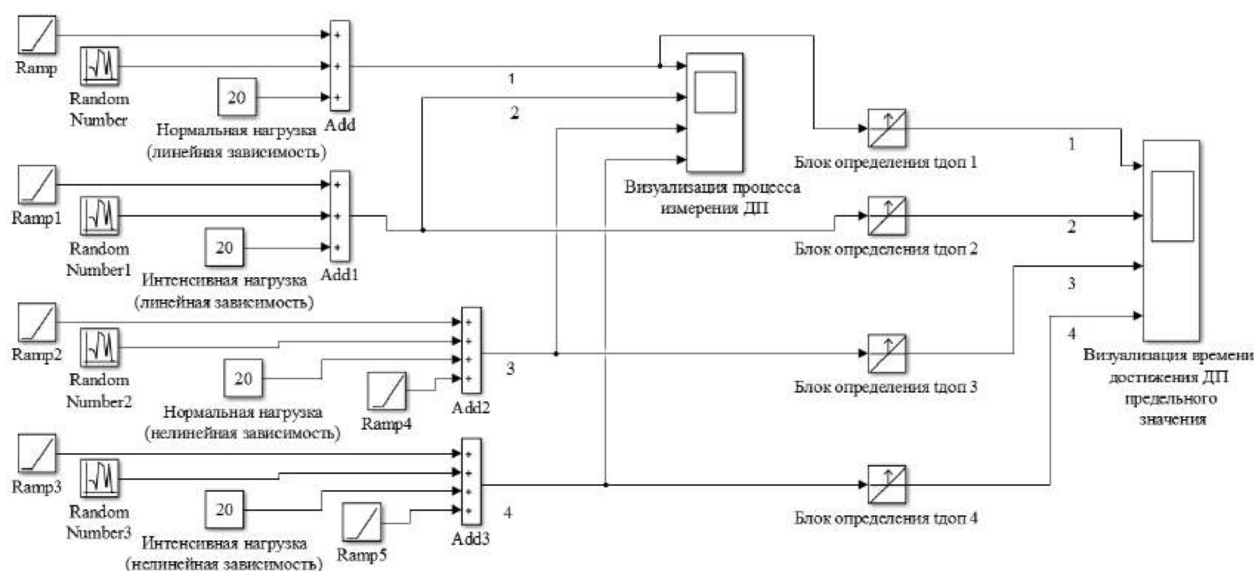 Ramp
Random
Number
20
Нормальная нагрузка
(линейная зависимость)
Add
1
2
Визуализация процесса
измерения ДП
Блок определения tдоп 1
1
Ramp1
Random
Number1
20
Интенсивная нагрузка
(линейная зависимость)
Add1
Блок определения tдоп 2
2
3
4
Визуализация времени
достижения ДП
предельного
значения
Ramp2
Random
Number2
20
Нормальная нагрузка
(нелинейная зависимость)
Ramp4
Add2
3
Блок определения tдоп 3
Ramp3
Random
Number3
20
Интенсивная нагрузка
(нелинейная зависимость)
Ramp5
Add3
4
Блок определения tдоп 4